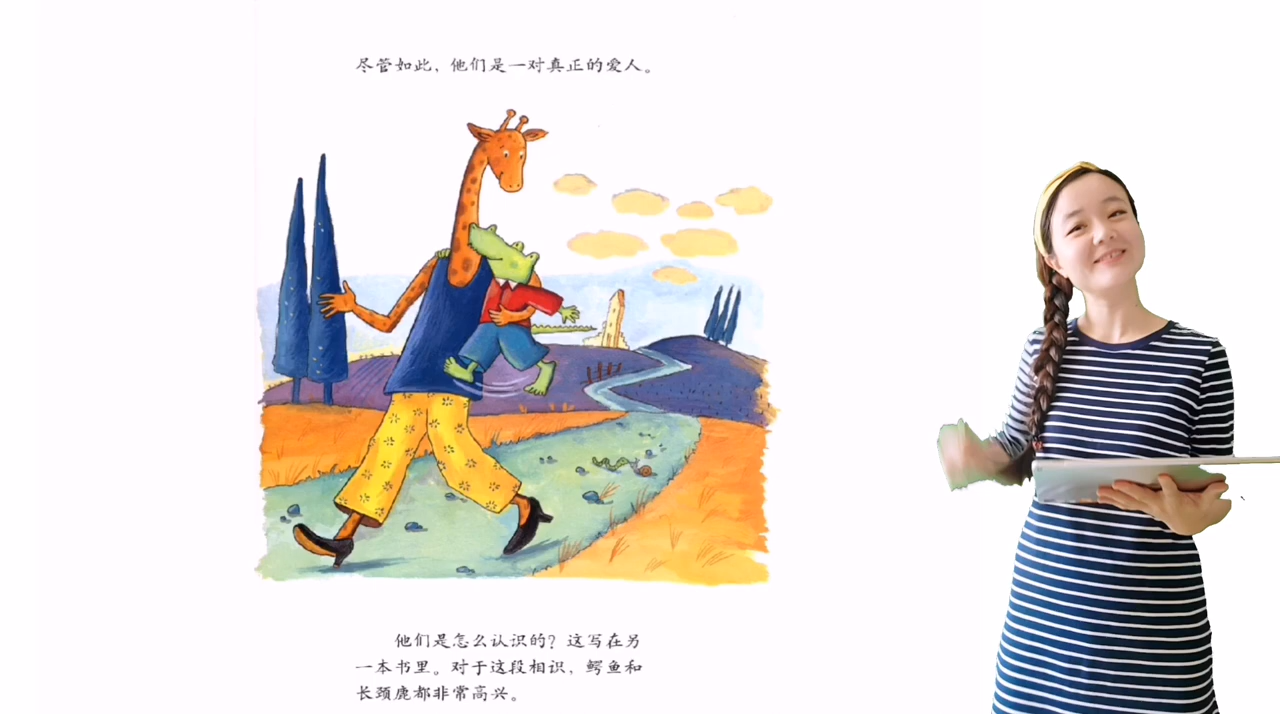 尽管如此，他们是一对真正的爱人。
他们是怎么认识的？这写在另
一本书里。对于这段相识，鳄鱼和
长颈鹿都非常高兴。